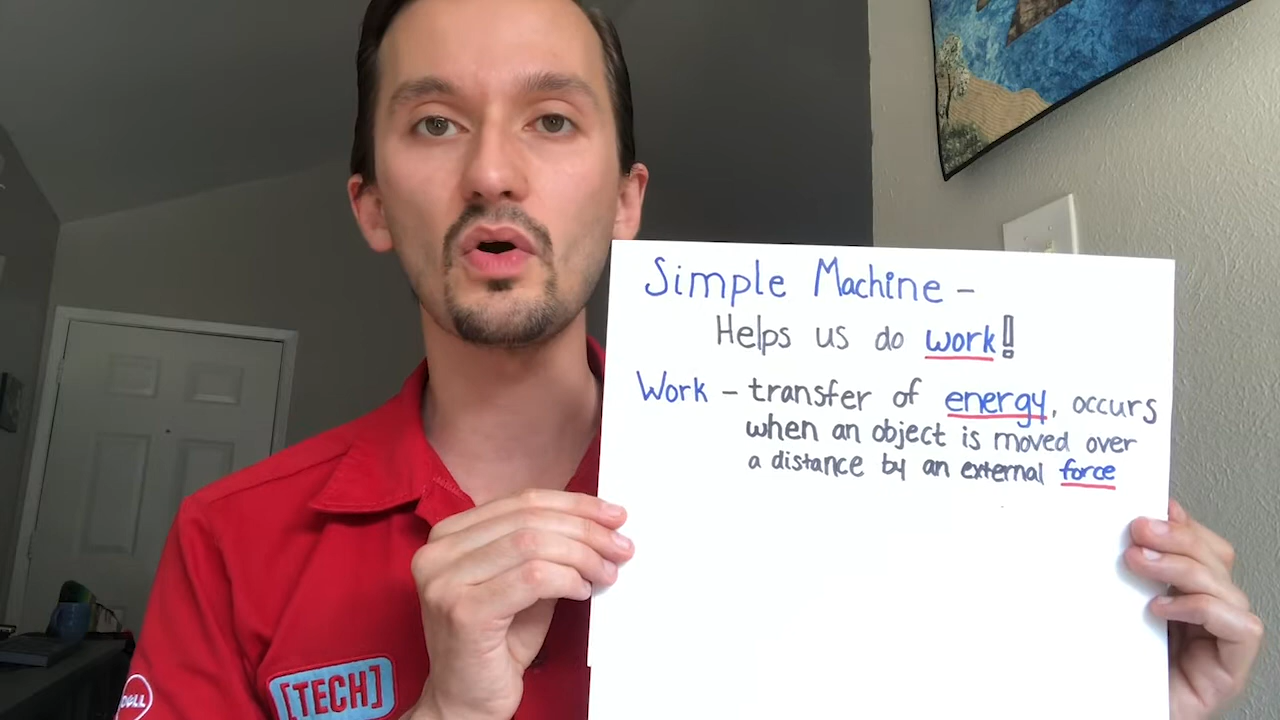 Simple Machine -
Helps us do work!
Work - transfer of energy, occurs
when an object is moved over
a distance by an external force
[TECH]
DELL